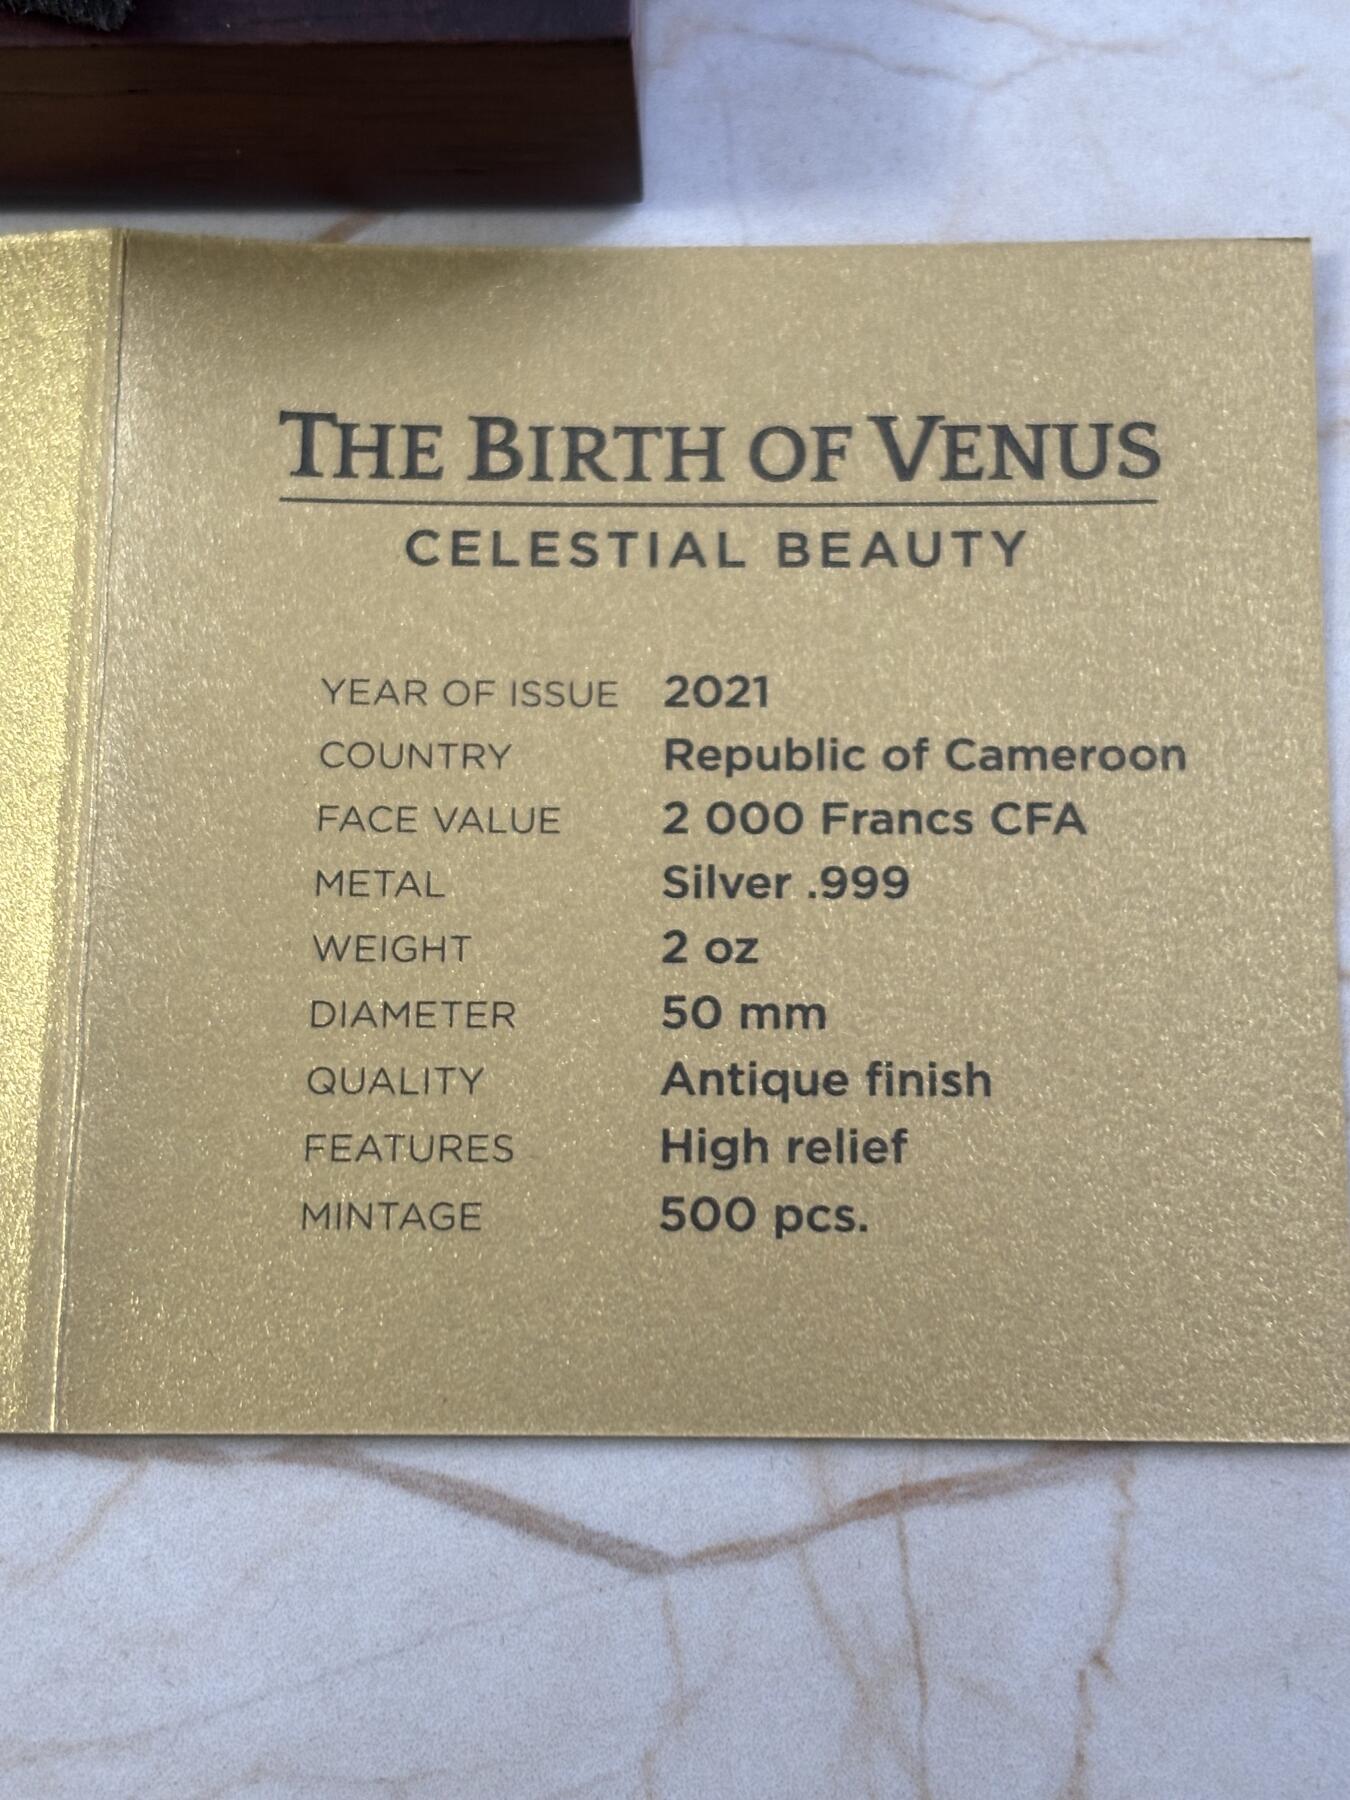 THE BIRTH OF VENUS
CELESTIAL BEAUTY
YEAR OF ISSUE 2021
COUNTRY Republic of Cameroon
FACE VALUE 2 000 Francs CFA
METAL Silver .999
WEIGHT 2 oz
DIAMETER 50 mm
QUALITY Antique finish
FEATURES High relief
MINTAGE 500 pcs.